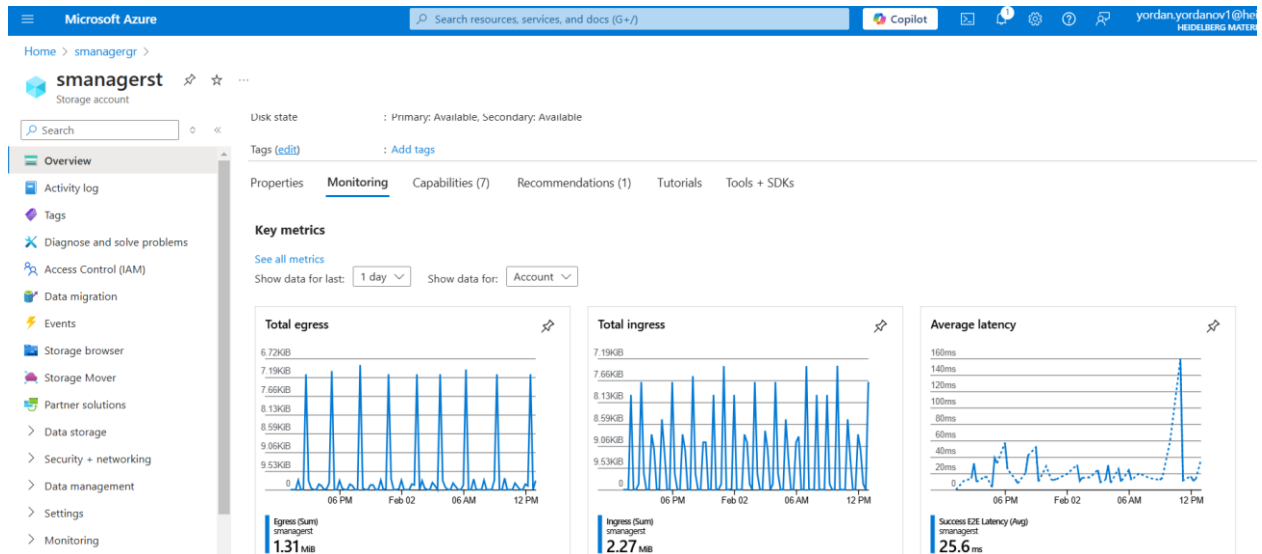 Microsoft Azure
Search resources, services, and docs (G+/)
Copilot
1
yordan.yordanov1@hei
HEIDELBERG MATERI
Home > smanagergr >
smanagerst
Storage account
Search
Overview
Activity log
Tags
Diagnose and solve problems
Access Control (IAM)
Data migration
Events
Storage browser
Storage Mover
Partner solutions
Data storage
Security + networking
Data management
Settings
Monitoring
Disk state : Primary: Available, Secondary: Available
Tags (edit) : Add tags
Properties Monitoring Capabilities (7) Recommendations (1) Tutorials Tools + SDKs
Key metrics
See all metrics
Show data for last: 1 day Show data for: Account
Total egress
6.72KiB
7.19KiB
7.66KiB
8.13KiB
8.59KiB
9.06KiB
9.53KiB
0
06 PM Feb 02 06 AM 12 PM
Egress (Sum)
smanagerst
1.31 MiB
Total ingress
7.19KiB
7.66KiB
8.13KiB
8.59KiB
9.06KiB
9.53KiB
0
06 PM Feb 02 06 AM 12 PM
Ingress (Sum)
smanagerst
2.27 MiB
Average latency
160ms
140ms
120ms
100ms
80ms
60ms
40ms
20ms
0
06 PM Feb 02 06 AM 12 PM
Success E2E Latency (Avg)
smanagerst
25.6 ms